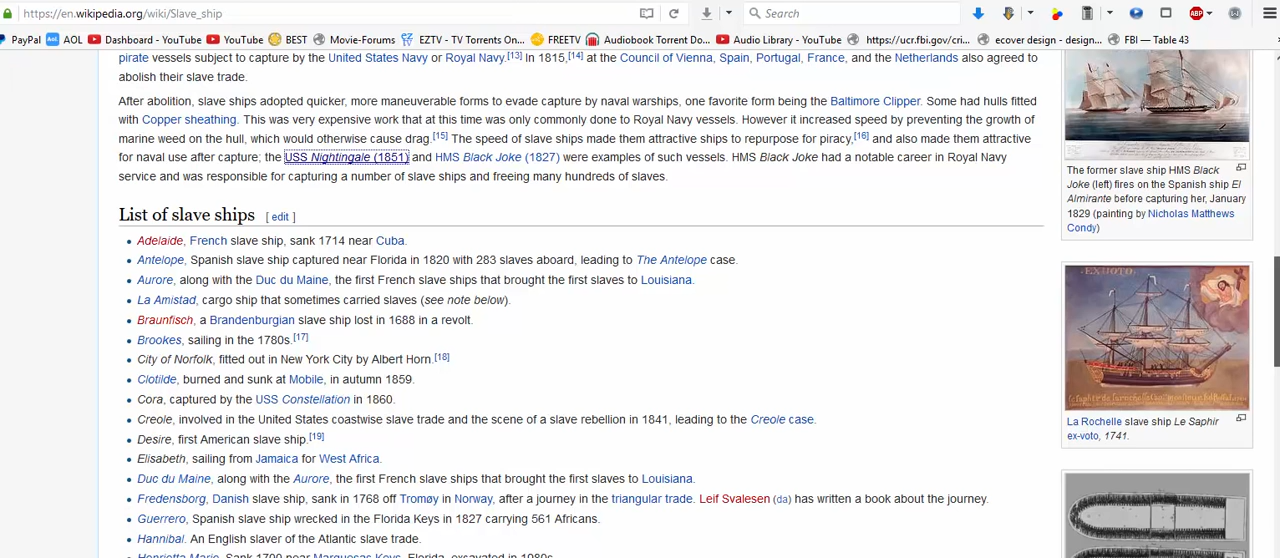 https://en.wikipedia.org/wiki/Slave_ship
Search
ABP
PayPal AOL Dashboard - YouTube YouTube BEST Movie-Forums EZTV - TV Torrents On... FREETV Audiobook Torrent Do... Audio Library - YouTube https://ucr.fbi.gov/cri... ecover design - design... FBI — Table 43
pirate vessels subject to capture by the United States Navy or Royal Navy.[13] In 1815,[14] at the Council of Vienna, Spain, Portugal, France, and the Netherlands also agreed to
abolish their slave trade.
After abolition, slave ships adopted quicker, more maneuverable forms to evade capture by naval warships, one favorite form being the Baltimore Clipper. Some had hulls fitted
with Copper sheathing. This was very expensive work that at this time was only commonly done to Royal Navy vessels. However it increased speed by preventing the growth of
marine weed on the hull, which would otherwise cause drag.[15] The speed of slave ships made them attractive ships to repurpose for piracy,[16] and also made them attractive
for naval use after capture; the USS Nightingale (1851) and HMS Black Joke (1827) were examples of such vessels. HMS Black Joke had a notable career in Royal Navy
service and was responsible for capturing a number of slave ships and freeing many hundreds of slaves.
List of slave ships [ edit ]
Adelaide, French slave ship, sank 1714 near Cuba.
Antelope, Spanish slave ship captured near Florida in 1820 with 283 slaves aboard, leading to The Antelope case.
Aurore, along with the Duc du Maine, the first French slave ships that brought the first slaves to Louisiana.
La Amistad, cargo ship that sometimes carried slaves (see note below).
Braunfisch, a Brandenburgian slave ship lost in 1688 in a revolt.
Brookes, sailing in the 1780s.[17]
City of Norfolk, fitted out in New York City by Albert Horn.[18]
Clotilde, burned and sunk at Mobile, in autumn 1859.
Cora, captured by the USS Constellation in 1860.
Creole, involved in the United States coastwise slave trade and the scene of a slave rebellion in 1841, leading to the Creole case.
Desire, first American slave ship.[19]
Elisabeth, sailing from Jamaica for West Africa.
Duc du Maine, along with the Aurore, the first French slave ships that brought the first slaves to Louisiana.
Fredensborg, Danish slave ship, sank in 1768 off Tromøy in Norway, after a journey in the triangular trade. Leif Svalesen (da) has written a book about the journey.
Guerrero, Spanish slave ship wrecked in the Florida Keys in 1827 carrying 561 Africans.
Hannibal. An English slaver of the Atlantic slave trade.
Henrietta Marie. Sank 1700 near Marquesas Keys, Florida, excavated in 1980s.
The former slave ship HMS Black
Joke (left) fires on the Spanish ship El
Almirante before capturing her, January
1829 (painting by Nicholas Matthews
Condy)
EX VOTO
La Rochelle slave ship Le Saphir
ex-voto, 1741.